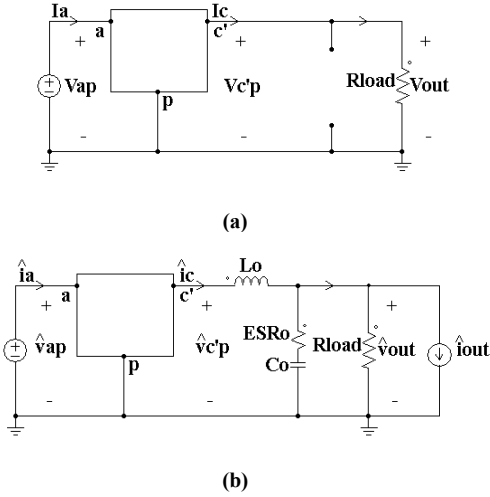 Ia
Ic
a
c'
+
+
+
±
Vap
p
Vc'p
Rload
Vout
-
-
-
(a)
îa
îc
Lo
a
c'
+
+
+
ESRo
±
v̂ap
v̂c'p
Rload
v̂out
îout
p
Co
-
-
-
(b)